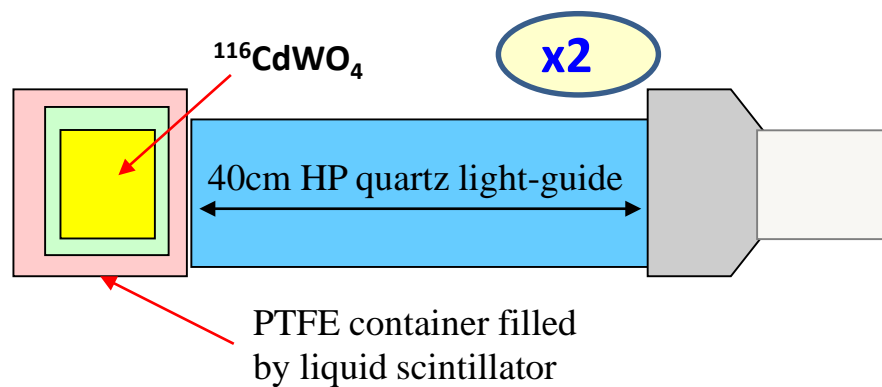 ¹¹⁶CdWO₄
x2
40cm HP quartz light-guide
PTFE container filled
by liquid scintillator